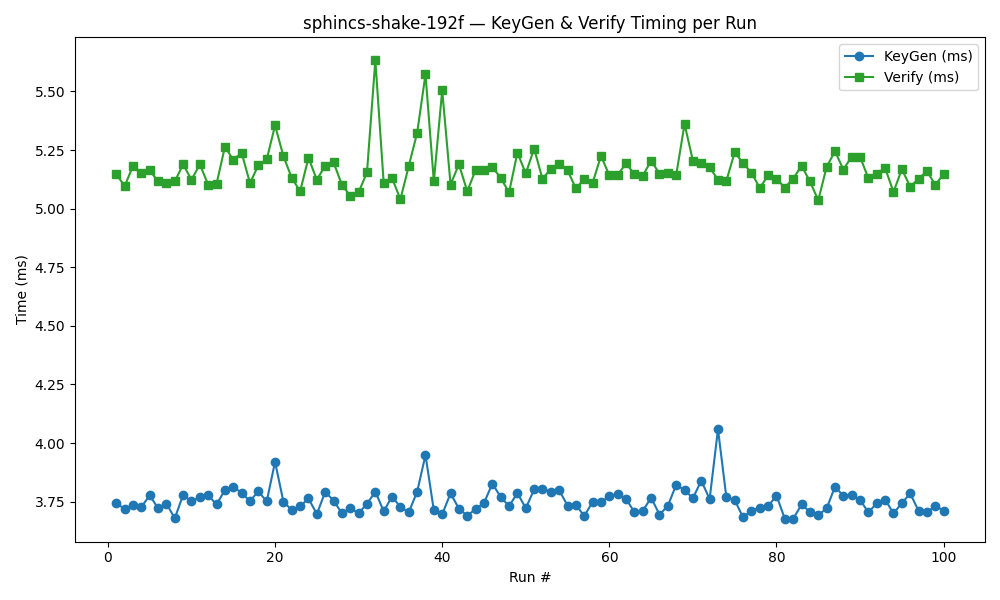 sphincs-shake-192f — KeyGen & Verify Timing per Run
KeyGen (ms)
Verify (ms)
Time (ms)
5.50
5.25
5.00
4.75
4.50
4.25
4.00
3.75
0 20 40 60 80 100
Run #